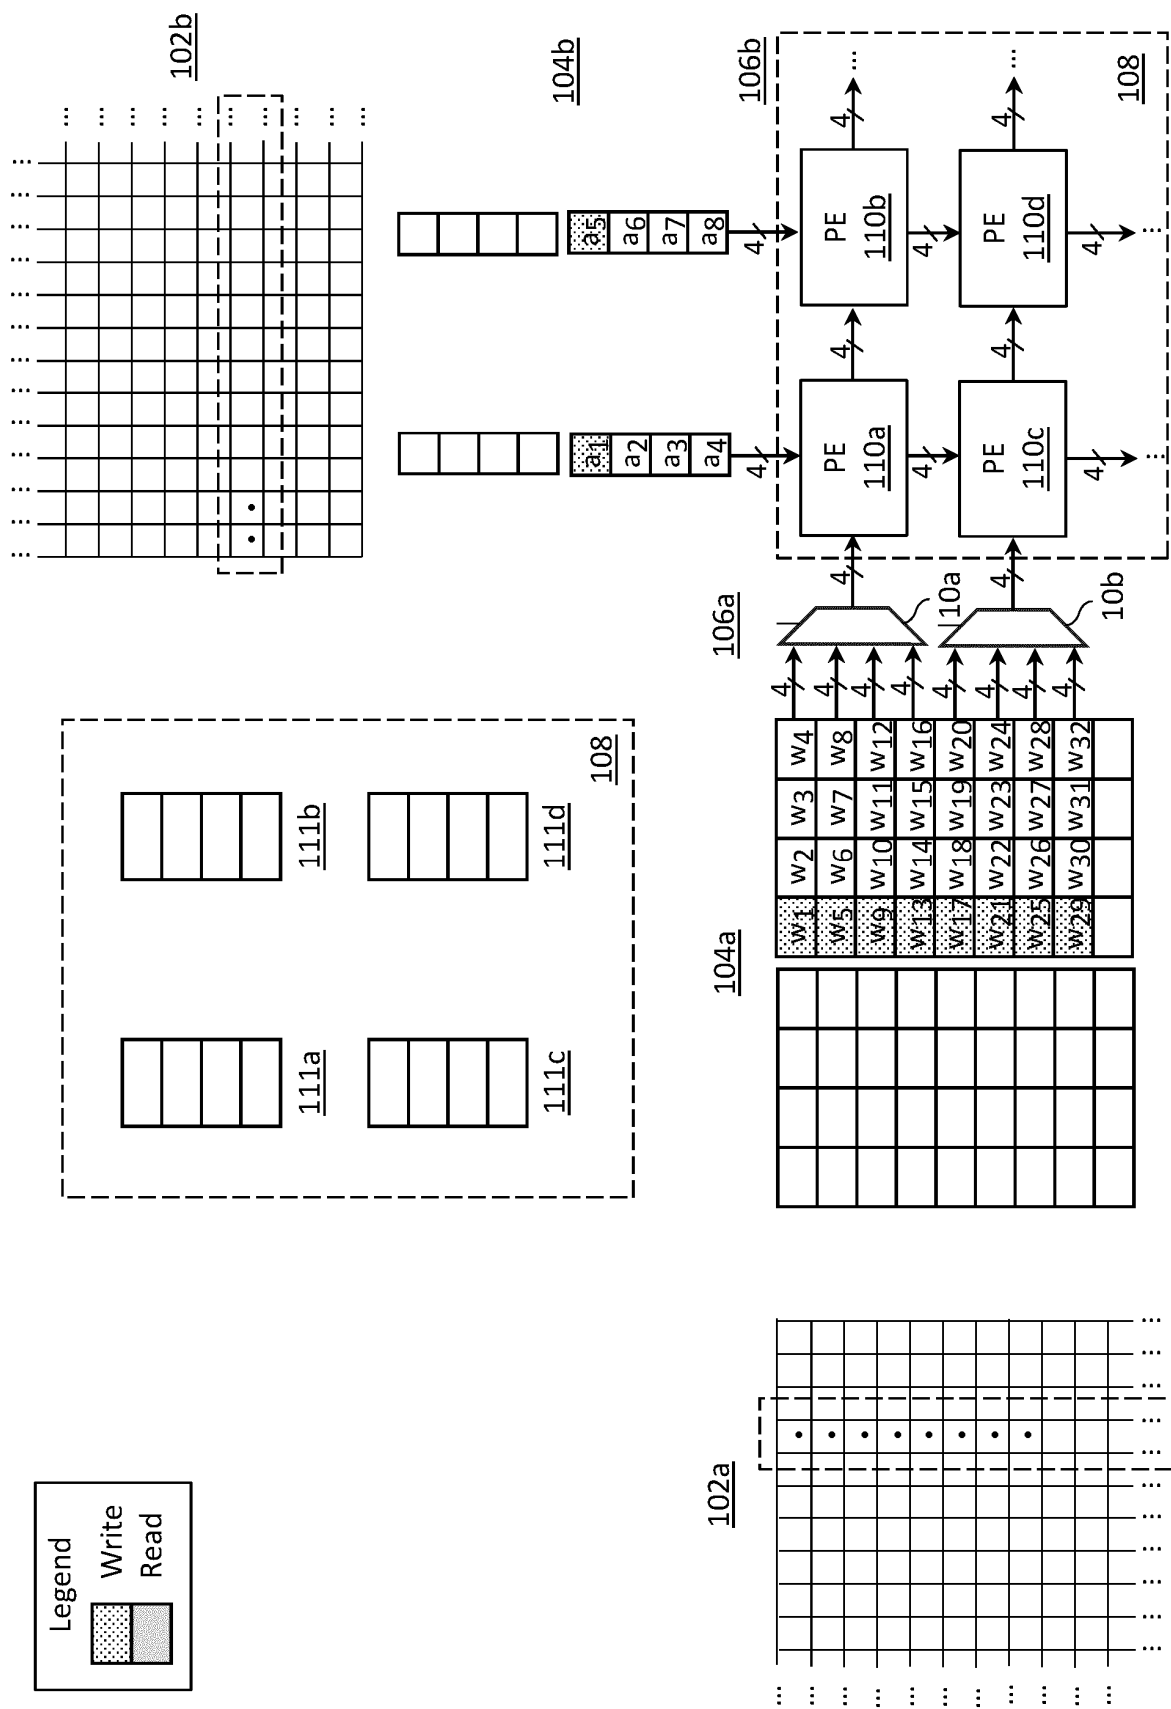 Legend
Write
Read
102a
102b
104a
104b
106a
106b
108
111a
111b
111c
111d
108
w1 w2 w3 w4
w5 w6 w7 w8
w9 w10 w11 w12
w13 w14 w15 w16
w17 w18 w19 w20
w21 w22 w23 w24
w25 w26 w27 w28
w29 w30 w31 w32
a1
a2
a3
a4
a5
a6
a7
a8
4
4
4
4
4
4
4
4
10a
10b
4
4
4
4
PE
110a
4
PE
110b
4
4
4
PE
110c
4
PE
110d
4
4
4